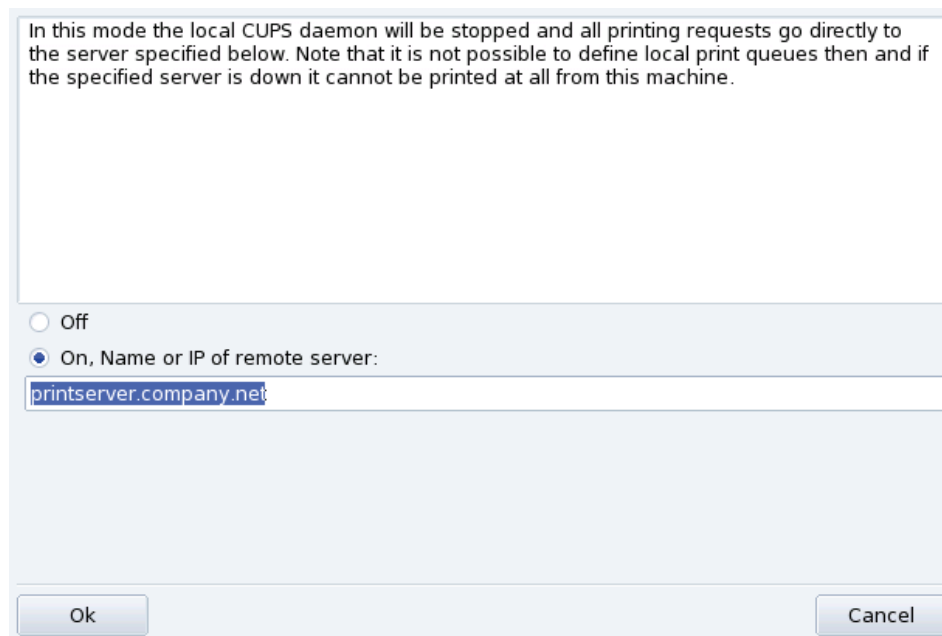 In this mode the local CUPS daemon will be stopped and all printing requests go directly to
the server specified below. Note that it is not possible to define local print queues then and if
the specified server is down it cannot be printed at all from this machine.
Off
On, Name or IP of remote server:
printserver.company.net
Ok
Cancel